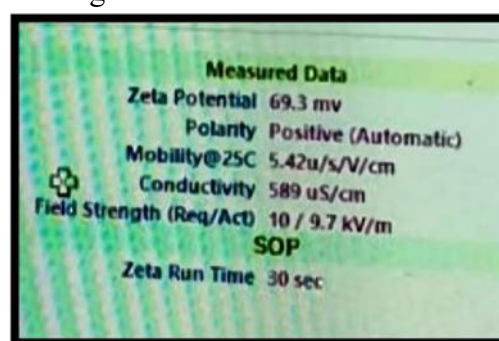 Measured Data
Zeta Potential 69.3 mv
Polarity Positive (Automatic)
Mobility@25C 5.42u/s/V/cm
Conductivity 589 uS/cm
Field Strength (Req/Act) 10 / 9.7 kV/m
SOP
Zeta Run Time 30 sec